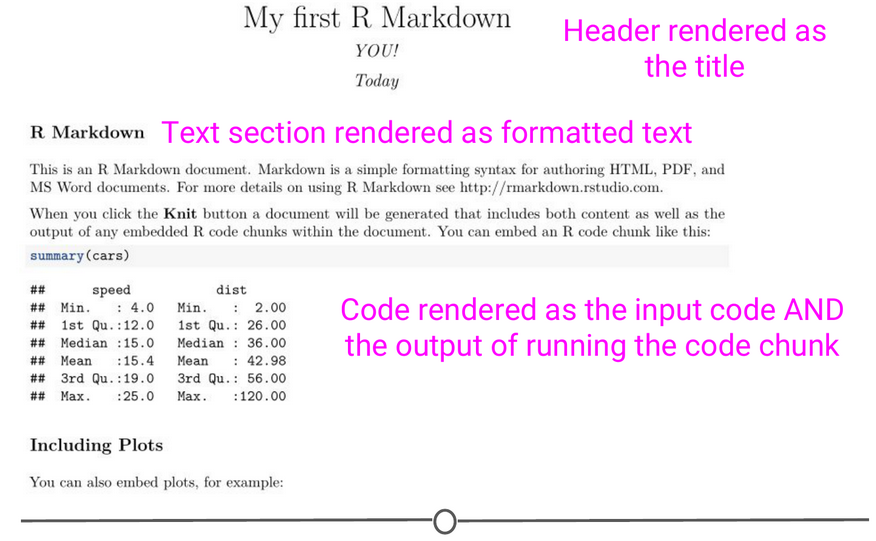 My first R Markdown
YOU!
Today
Header rendered as
the title
R Markdown
Text section rendered as formatted text
This is an R Markdown document. Markdown is a simple formatting syntax for authoring HTML, PDF, and
MS Word documents. For more details on using R Markdown see http://rmarkdown.rstudio.com.
When you click the Knit button a document will be generated that includes both content as well as the
output of any embedded R code chunks within the document. You can embed an R code chunk like this:
summary(cars)
##      speed           dist
##  Min.   : 4.0   Min.   :  2.00
##  1st Qu.:12.0   1st Qu.: 26.00
##  Median :15.0   Median : 36.00
##  Mean   :15.4   Mean   : 42.98
##  3rd Qu.:19.0   3rd Qu.: 56.00
##  Max.   :25.0   Max.   :120.00
Code rendered as the input code AND
the output of running the code chunk
Including Plots
You can also embed plots, for example: